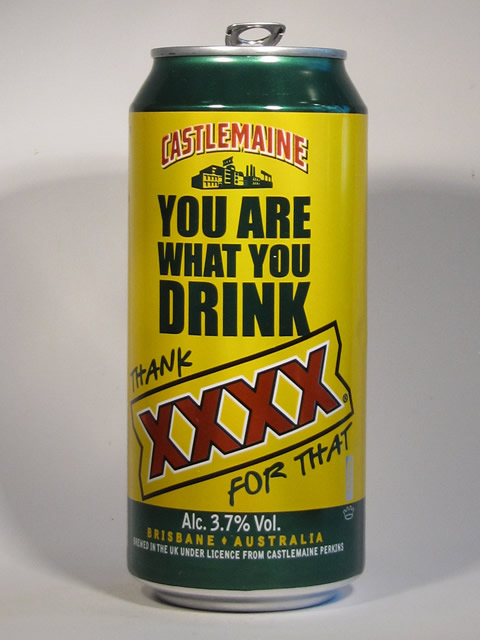 CASTLEMAINE
YOU ARE
WHAT YOU
DRINK
THANK
XXXX®
FOR THAT
Alc. 3.7% Vol.
BRISBANE ♦ AUSTRALIA
BREWED IN THE UK UNDER LICENCE FROM CASTLEMAINE PERKINS